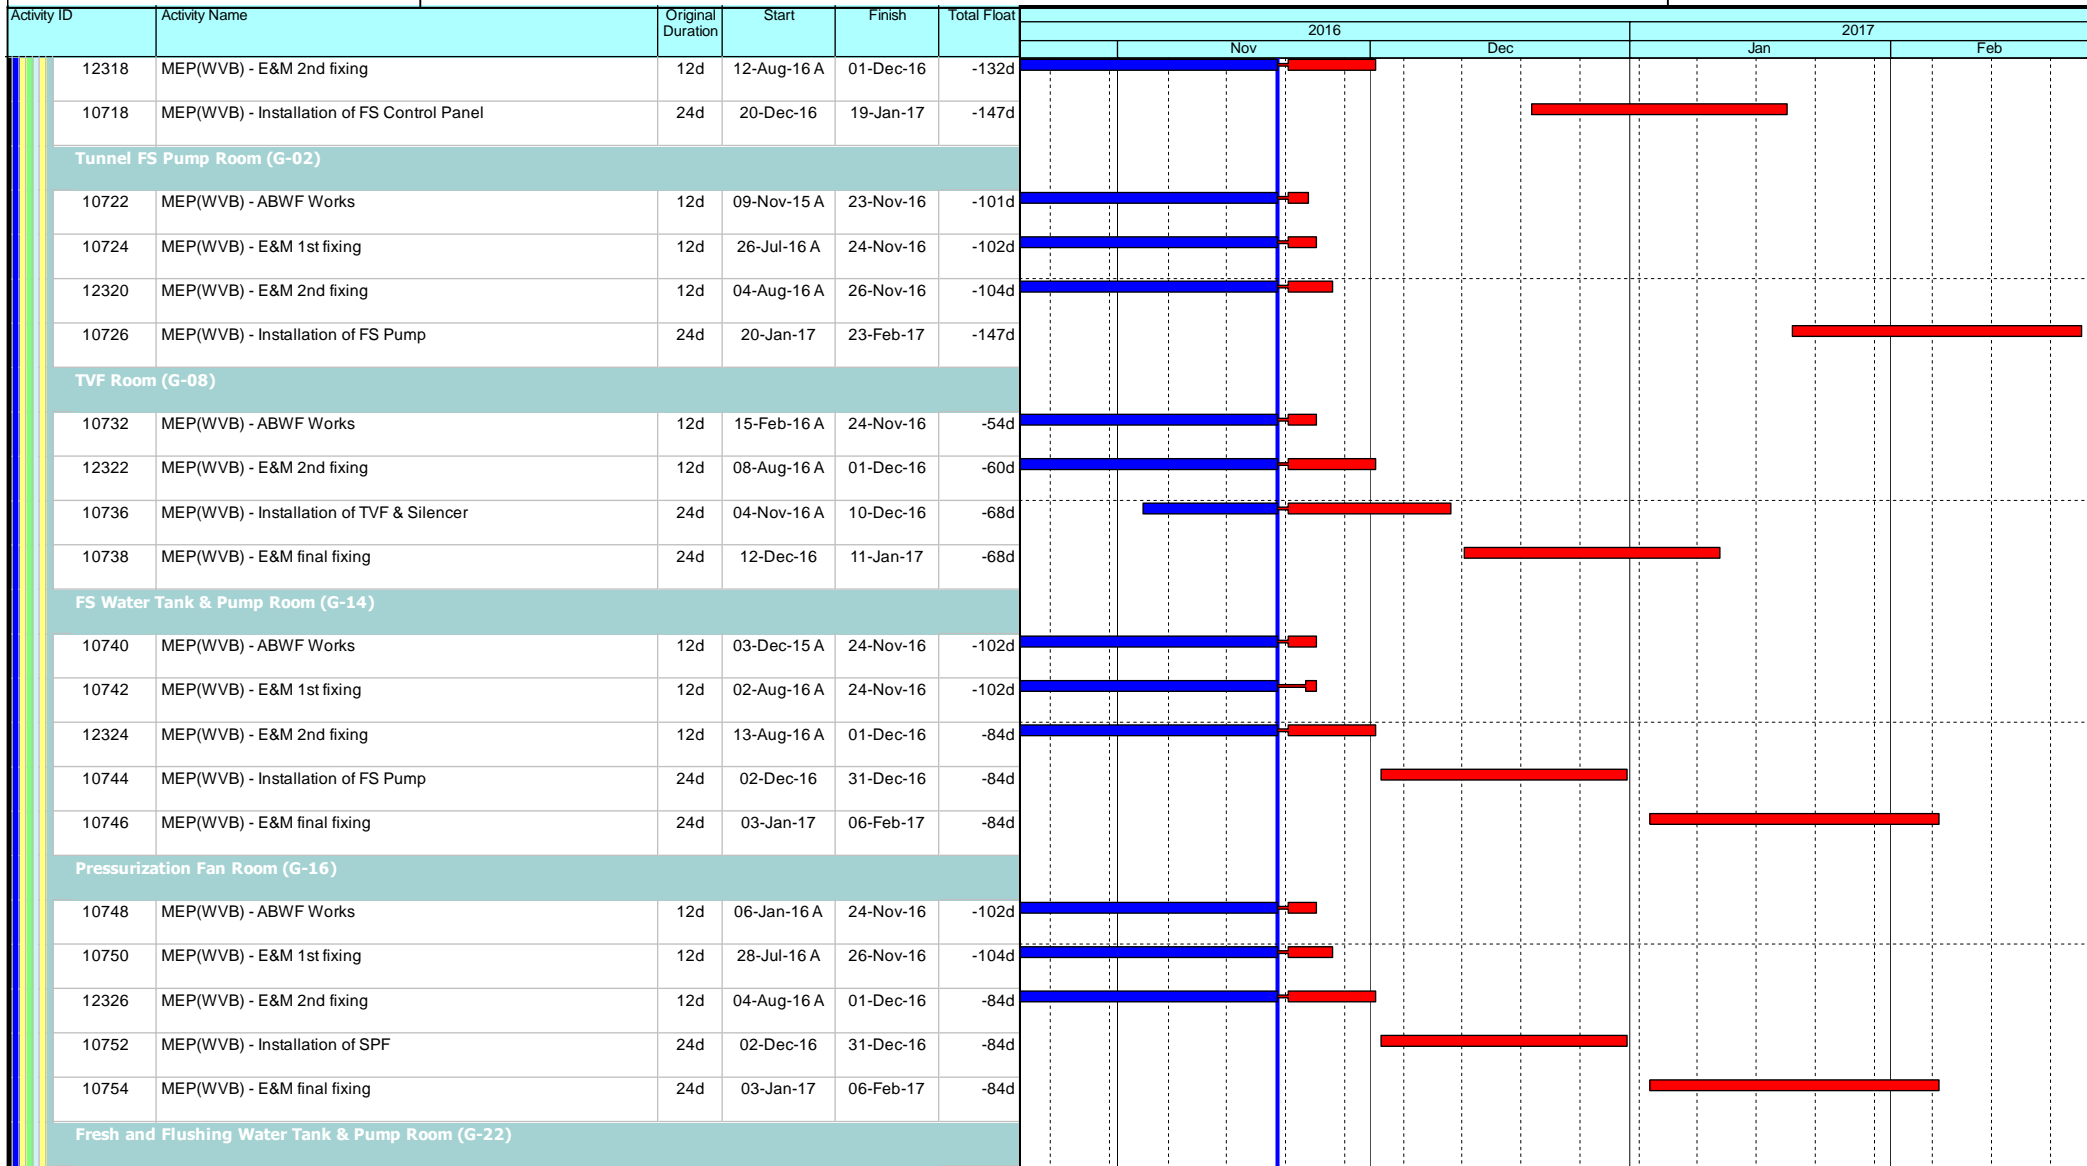 Activity ID Activity Name Original Duration Start Finish Total Float
2016 2017
Nov Dec Jan Feb
12318 MEP(WVB) - E&M 2nd fixing 12d 12-Aug-16 A 01-Dec-16 -132d
10718 MEP(WVB) - Installation of FS Control Panel 24d 20-Dec-16 19-Jan-17 -147d
Tunnel FS Pump Room (G-02)
10722 MEP(WVB) - ABWF Works 12d 09-Nov-15 A 23-Nov-16 -101d
10724 MEP(WVB) - E&M 1st fixing 12d 26-Jul-16 A 24-Nov-16 -102d
12320 MEP(WVB) - E&M 2nd fixing 12d 04-Aug-16 A 26-Nov-16 -104d
10726 MEP(WVB) - Installation of FS Pump 24d 20-Jan-17 23-Feb-17 -147d
TVF Room (G-08)
10732 MEP(WVB) - ABWF Works 12d 15-Feb-16 A 24-Nov-16 -54d
12322 MEP(WVB) - E&M 2nd fixing 12d 08-Aug-16 A 01-Dec-16 -60d
10736 MEP(WVB) - Installation of TVF & Silencer 24d 04-Nov-16 A 10-Dec-16 -68d
10738 MEP(WVB) - E&M final fixing 24d 12-Dec-16 11-Jan-17 -68d
FS Water Tank & Pump Room (G-14)
10740 MEP(WVB) - ABWF Works 12d 03-Dec-15 A 24-Nov-16 -102d
10742 MEP(WVB) - E&M 1st fixing 12d 02-Aug-16 A 24-Nov-16 -102d
12324 MEP(WVB) - E&M 2nd fixing 12d 13-Aug-16 A 01-Dec-16 -84d
10744 MEP(WVB) - Installation of FS Pump 24d 02-Dec-16 31-Dec-16 -84d
10746 MEP(WVB) - E&M final fixing 24d 03-Jan-17 06-Feb-17 -84d
Pressurization Fan Room (G-16)
10748 MEP(WVB) - ABWF Works 12d 06-Jan-16 A 24-Nov-16 -102d
10750 MEP(WVB) - E&M 1st fixing 12d 28-Jul-16 A 26-Nov-16 -104d
12326 MEP(WVB) - E&M 2nd fixing 12d 04-Aug-16 A 01-Dec-16 -84d
10752 MEP(WVB) - Installation of SPF 24d 02-Dec-16 31-Dec-16 -84d
10754 MEP(WVB) - E&M final fixing 24d 03-Jan-17 06-Feb-17 -84d
Fresh and Flushing Water Tank & Pump Room (G-22)